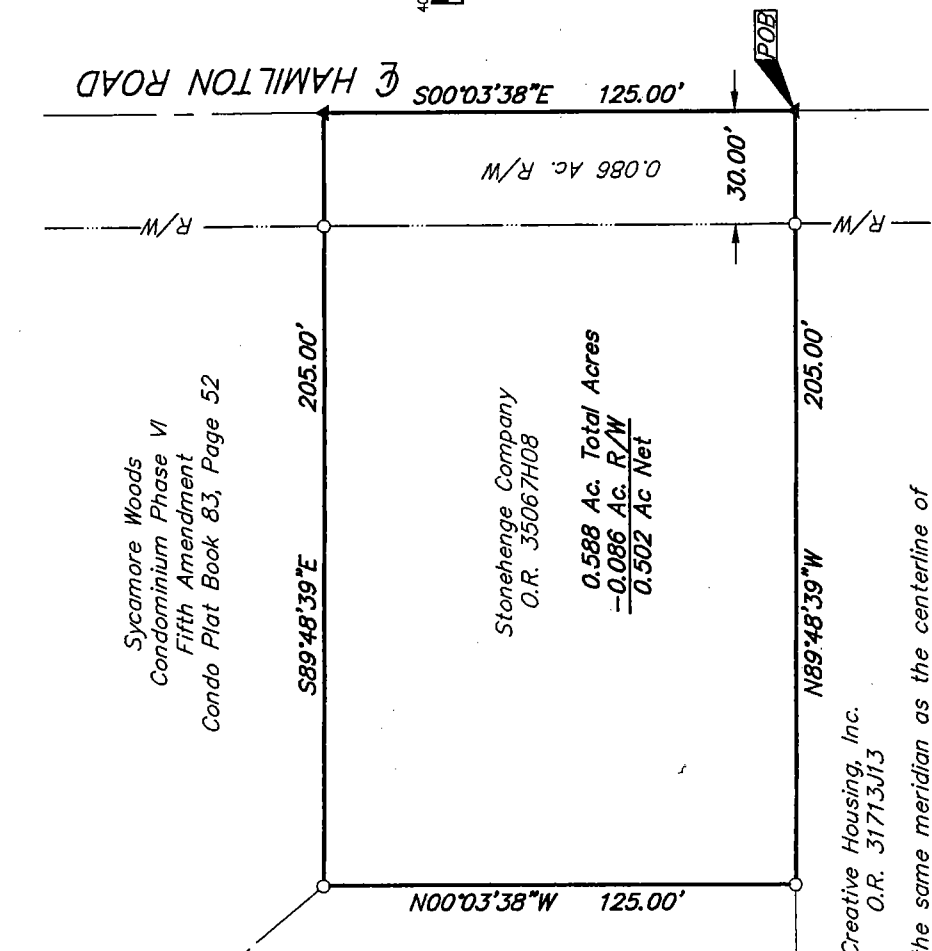 POB
℄ HAMILTON ROAD
S00°03'38"E 125.00'
0.086 Ac. R/W
30.00'
R/W
R/W
205.00'
S89°48'39"E
205.00'
N89°48'39"W
Sycamore Woods
Condominium Phase VI
Fifth Amendment
Condo Plat Book 83, Page 52
Stonehenge Company
O.R. 35067H08
0.588 Ac. Total Acres
-0.086 Ac. R/W
0.502 Ac Net
N00°03'38"W 125.00'
Creative Housing, Inc.
O.R. 31713J13
the same meridian as the centerline of